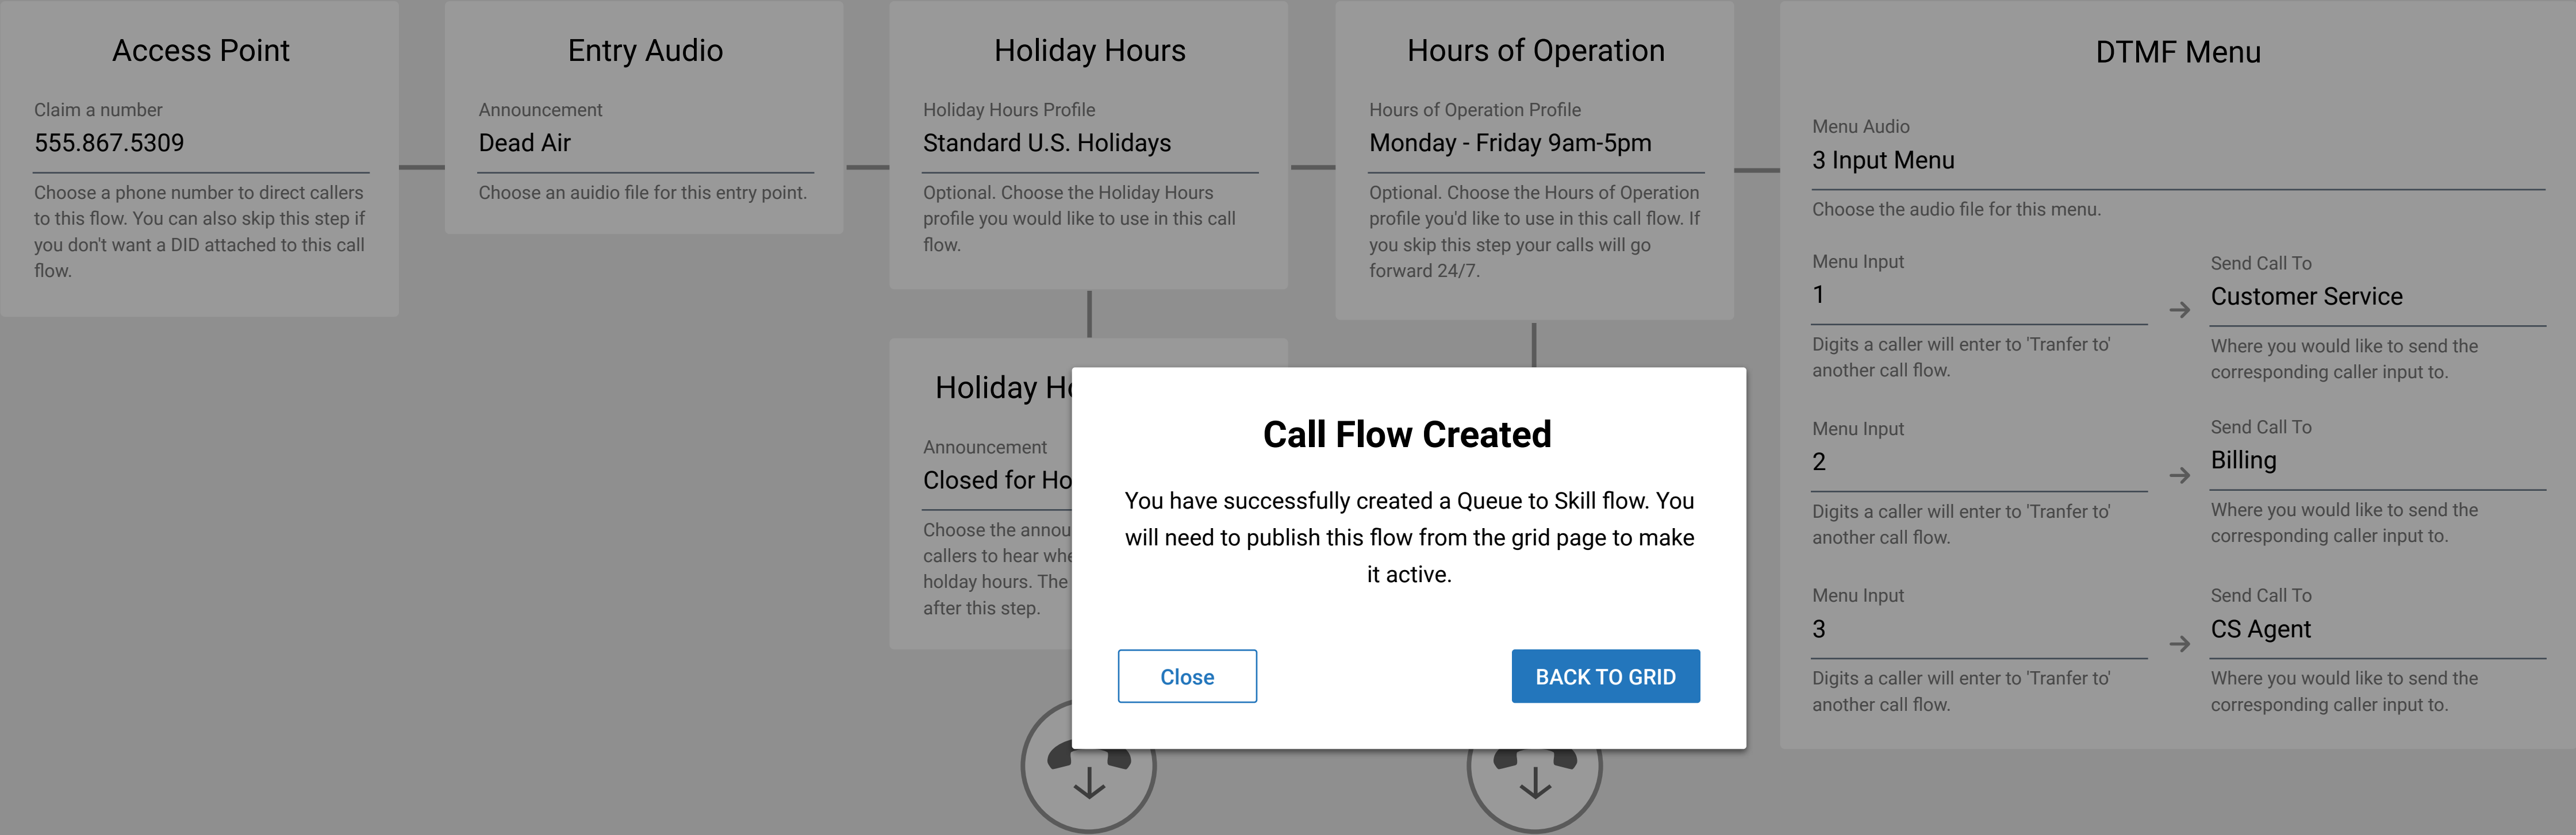 Access Point
Claim a number
555.867.5309
Choose a phone number to direct callers
to this flow. You can also skip this step if
you don't want a DID attached to this call
flow.
Entry Audio
Announcement
Dead Air
Choose an auidio file for this entry point.
Holiday Hours
Holiday Hours Profile
Standard U.S. Holidays
Optional. Choose the Holiday Hours
profile you would like to use in this call
flow.
Hours of Operation
Hours of Operation Profile
Monday - Friday 9am-5pm
Optional. Choose the Hours of Operation
profile you'd like to use in this call flow. If
you skip this step your calls will go
forward 24/7.
DTMF Menu
Menu Audio
3 Input Menu
Choose the audio file for this menu.
Menu Input
1
Digits a caller will enter to 'Tranfer to'
another call flow.
Send Call To
Customer Service
Where you would like to send the
corresponding caller input to.
Menu Input
2
Digits a caller will enter to 'Tranfer to'
another call flow.
Send Call To
Billing
Where you would like to send the
corresponding caller input to.
Menu Input
3
Digits a caller will enter to 'Tranfer to'
another call flow.
Send Call To
CS Agent
Where you would like to send the
corresponding caller input to.
Holiday Ho
Announcement
Closed for Ho
Choose the annou
callers to hear whe
holday hours. The
after this step.
Call Flow Created
You have successfully created a Queue to Skill flow. You
will need to publish this flow from the grid page to make
it active.
Close
BACK TO GRID